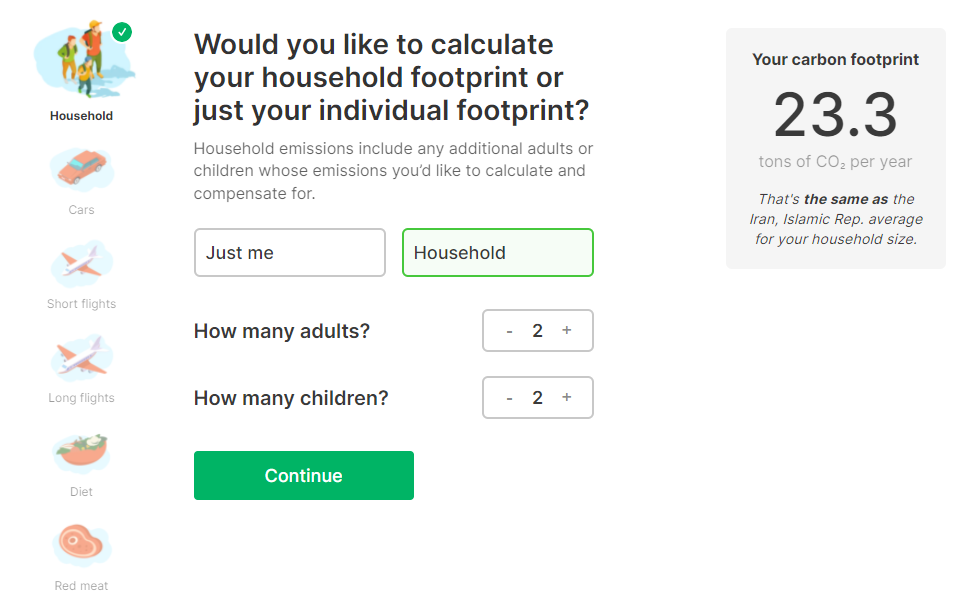 Household
Cars
Short flights
Long flights
Diet
Red meat
Would you like to calculate
your household footprint or
just your individual footprint?
Household emissions include any additional adults or
children whose emissions you’d like to calculate and
compensate for.
Just me
Household
How many adults?
- 2 +
How many children?
- 2 +
Continue
Your carbon footprint
23.3
tons of CO₂ per year
That's the same as the
Iran, Islamic Rep. average
for your household size.